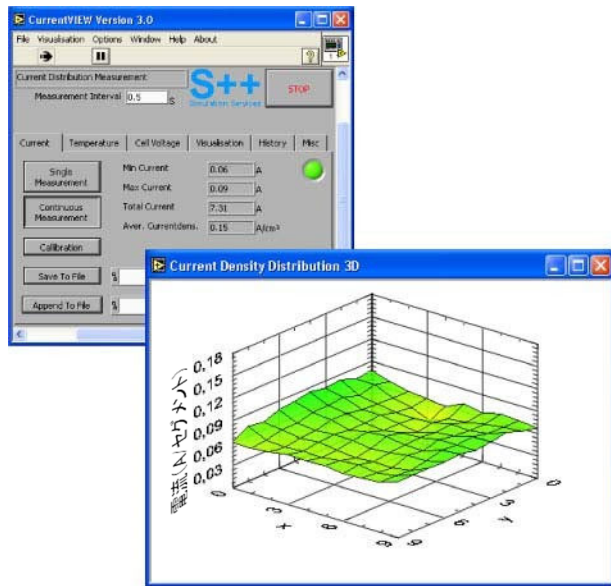 CurrentVIEW Version 3.0
File Visualisation Options Window Help About
Current Distribution Measurement
S++
Simulation Services
STOP
Measurement Interval 0.5 S
Current Temperature Cell Voltage Visualisation History Misc
Single Measurement
Min Current 0.06 A
Max Current 0.09 A
Continuous Measurement
Total Current 7.31 A
Aver. Currentdens. 0.15 A/cm²
Calibration
Save To File
Append To File
Current Density Distribution 3D
0,18
0,15
0,12
0,09
0,06
0,03
0
3
x
0
3
y